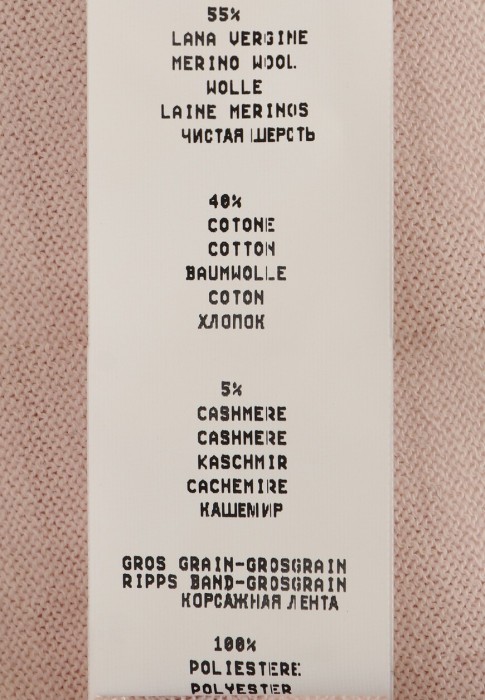 55%
LANA VERGINE
MERINO WOOL
WOLLE
LAINE MERINOS
ЧИСТАЯ ШЕРСТЬ
40%
COTONE
COTTON
BAUMWOLLE
COTON
ХЛОПОК
5%
CASHMERE
CASHMERE
KASCHMIR
CACHEMIRE
КАШЕМИР
GROS GRAIN-GROSGRAIN
RIPPS BAND-GROSGRAIN
КОРСАЖНАЯ ЛЕНТА
100%
POLIESTERE
POLYESTER